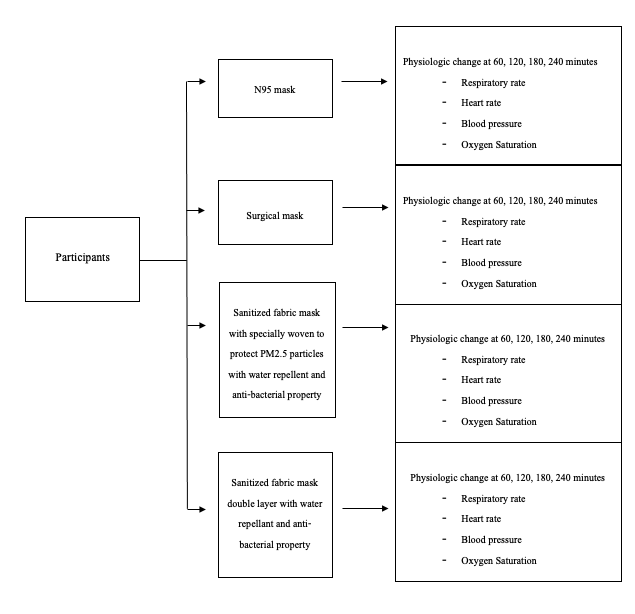 Participants
N95 mask
Physiologic change at 60, 120, 180, 240 minutes
- Respiratory rate
- Heart rate
- Blood pressure
- Oxygen Saturation
Surgical mask
Physiologic change at 60, 120, 180, 240 minutes
- Respiratory rate
- Heart rate
- Blood pressure
- Oxygen Saturation
Sanitized fabric mask
with specially woven to
protect PM2.5 particles
with water repellent and
anti-bacterial property
Physiologic change at 60, 120, 180, 240 minutes
- Respiratory rate
- Heart rate
- Blood pressure
- Oxygen Saturation
Sanitized fabric mask
double layer with water
repellant and anti-
bacterial property
Physiologic change at 60, 120, 180, 240 minutes
- Respiratory rate
- Heart rate
- Blood pressure
- Oxygen Saturation